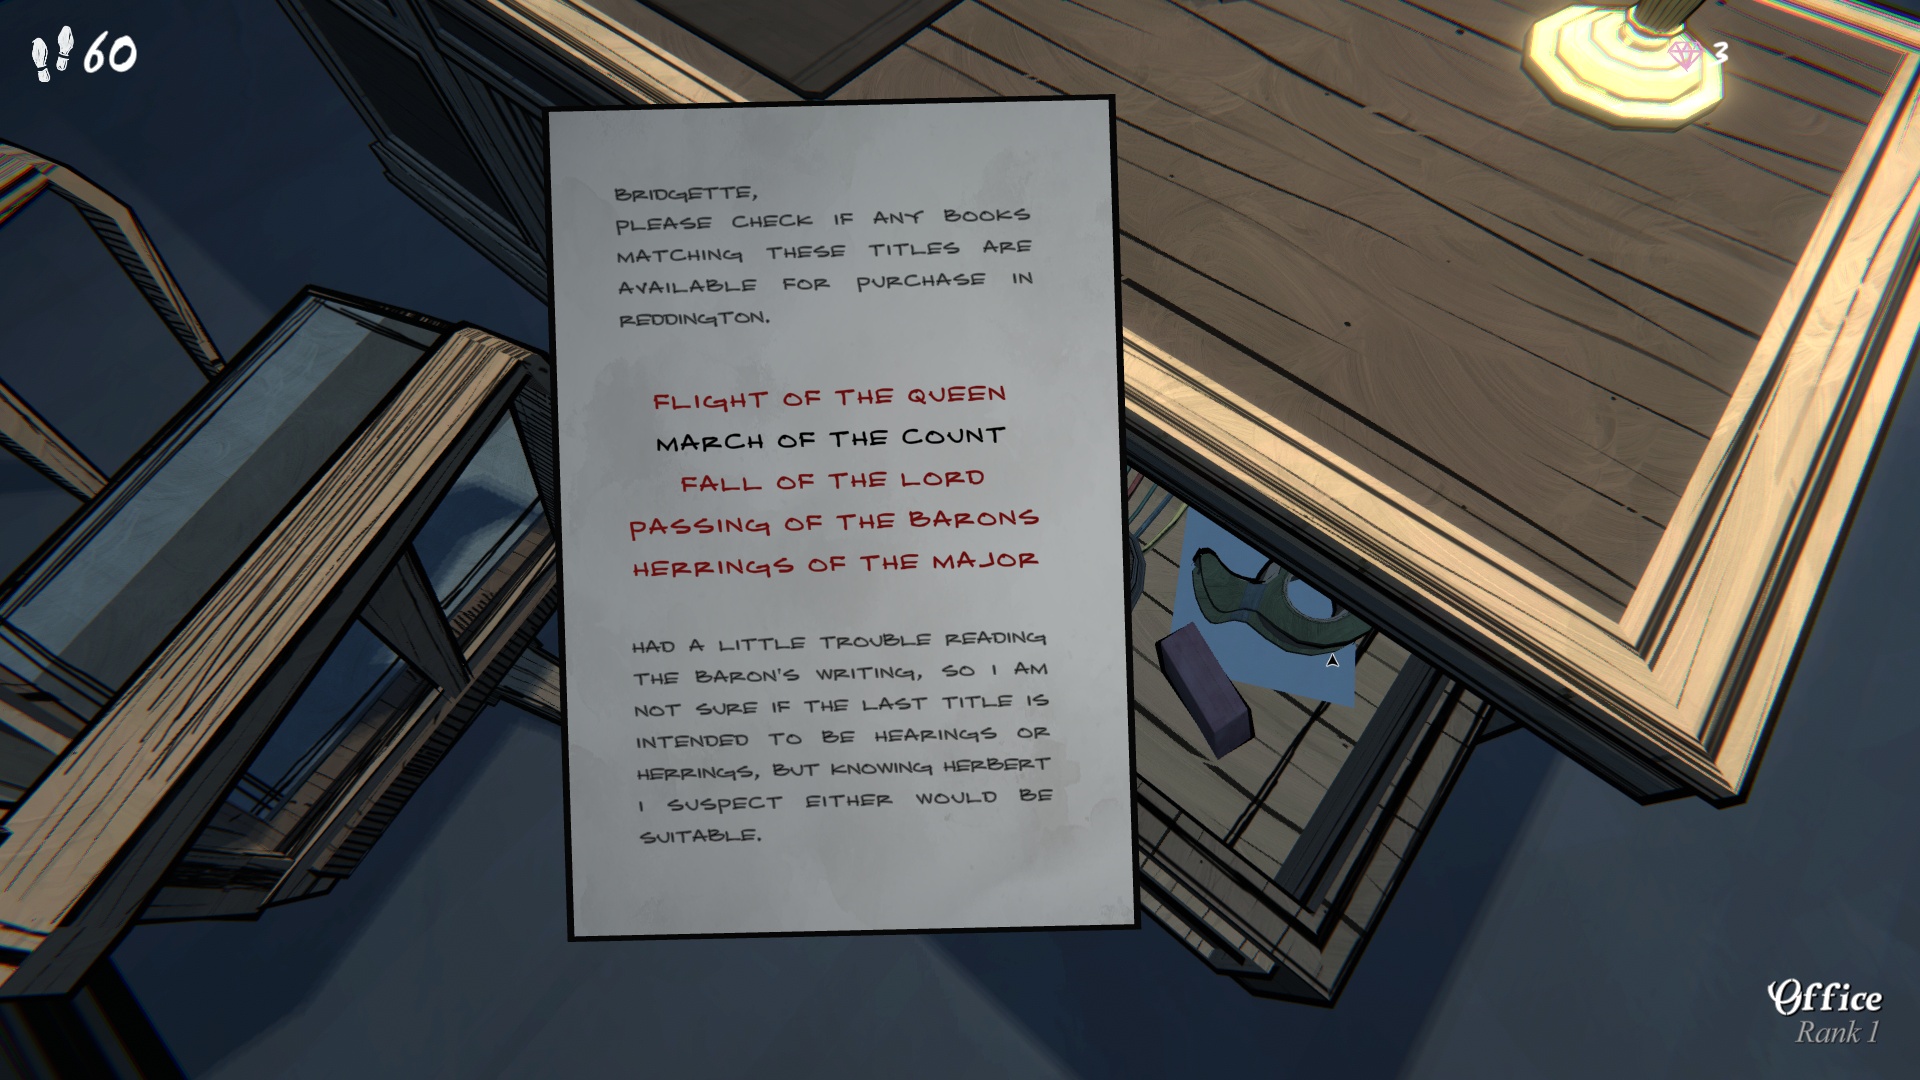 60
3
BRIDGETTE,
PLEASE CHECK IF ANY BOOKS
MATCHING THESE TITLES ARE
AVAILABLE FOR PURCHASE IN
REDDINGTON.
FLIGHT OF THE QUEEN
MARCH OF THE COUNT
FALL OF THE LORD
PASSING OF THE BARONS
HERRINGS OF THE MAJOR
HAD A LITTLE TROUBLE READING
THE BARON'S WRITING, SO I AM
NOT SURE IF THE LAST TITLE IS
INTENDED TO BE HEARINGS OR
HERRINGS, BUT KNOWING HERBERT
I SUSPECT EITHER WOULD BE
SUITABLE.
Office
Rank 1